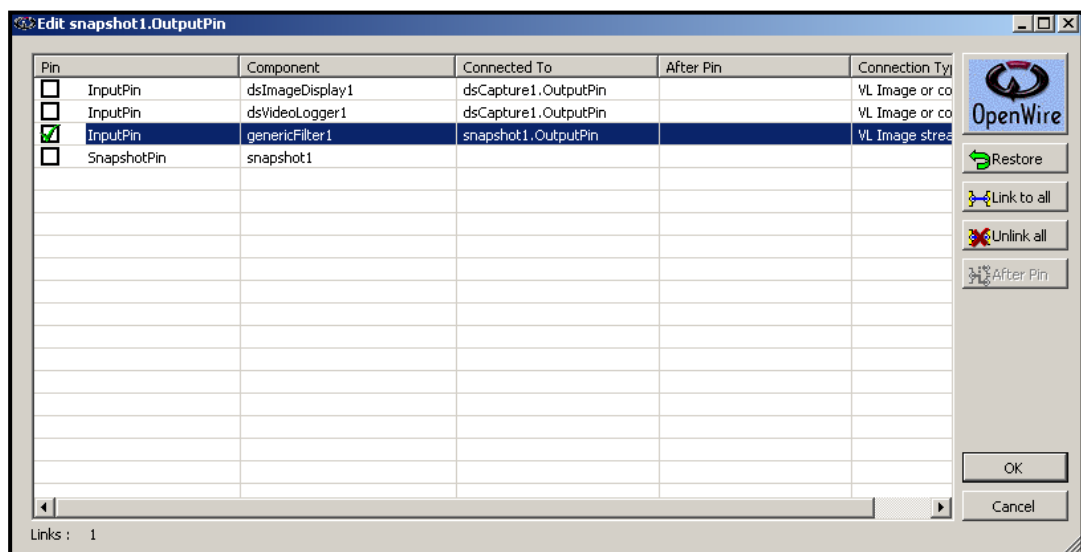 Edit snapshot1.OutputPin
Pin Component Connected To After Pin Connection Typ
InputPin dsImageDisplay1 dsCapture1.OutputPin VL Image or co
InputPin dsVideoLogger1 dsCapture1.OutputPin VL Image or co
InputPin genericFilter1 snapshot1.OutputPin VL Image strea
SnapshotPin snapshot1
OpenWire
Restore
Link to all
Unlink all
After Pin
OK
Cancel
Links : 1